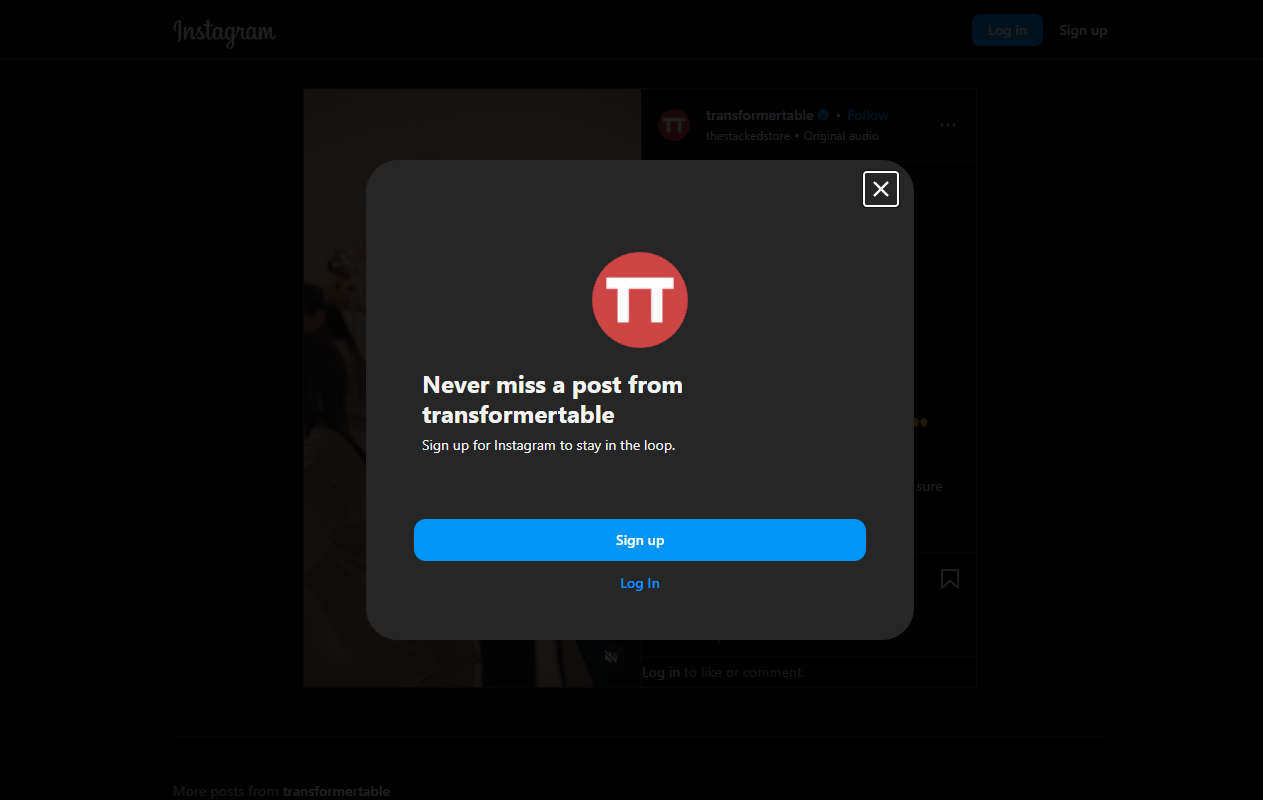 Instagram
Log in
Sign up
transformertable • Follow
thestackedstore • Original audio
TT
Never miss a post from
transformertable
Sign up for Instagram to stay in the loop.
sure
Sign up
Log In
Log in to like or comment.
More posts from transformertable